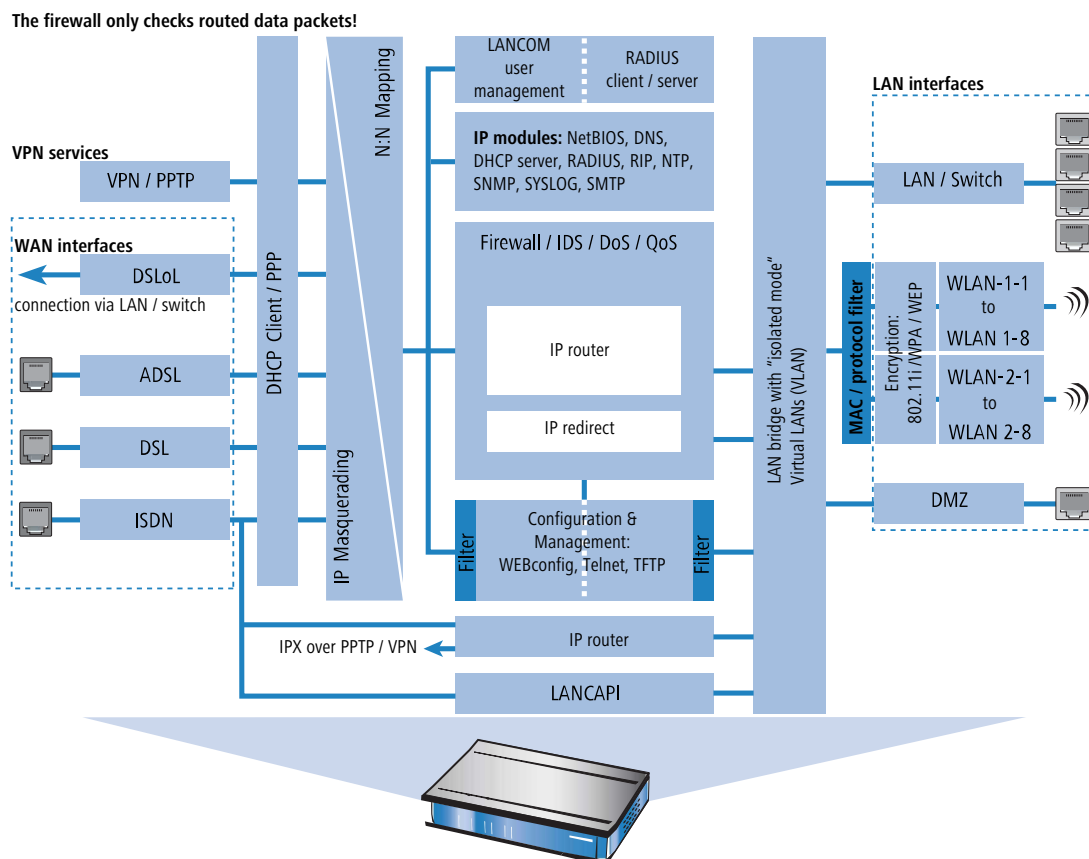 The firewall only checks routed data packets!
VPN services
VPN / PPTP
WAN interfaces
DSLoL
connection via LAN / switch
ADSL
DSL
ISDN
DHCP Client / PPP
IP Masquerading
N:N Mapping
LANCOM
user
management
RADIUS
client / server
IP modules: NetBIOS, DNS,
DHCP server, RADIUS, RIP, NTP,
SNMP, SYSLOG, SMTP
Firewall / IDS / DoS / QoS
IP router
IP redirect
Filter
Configuration &
Management:
WEBconfig, Telnet, TFTP
Filter
IPX over PPTP / VPN
IP router
LANCAPI
LAN bridge with “isolated mode“
Virtual LANs (VLAN)
LAN interfaces
LAN / Switch
MAC / protocol filter
Encryption:
802.11i /WPA / WEP
WLAN-1-1
to
WLAN 1-8
WLAN-2-1
to
WLAN 2-8
DMZ